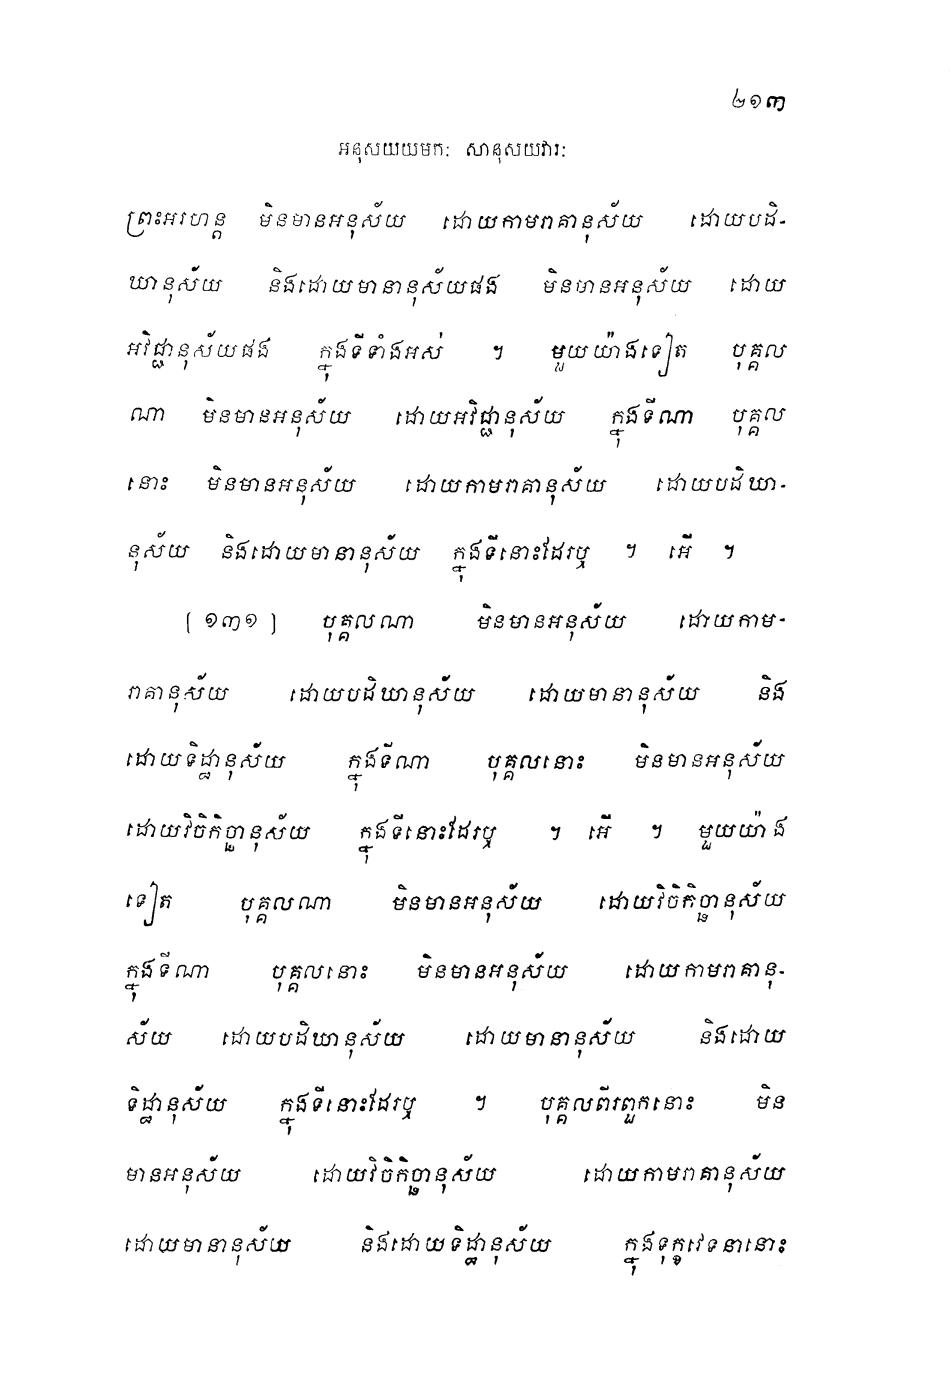 ២១៣
អនុសយយមកៈ សានុសយវារៈ
ព្រះអរហន្ត មិនមានអនុស័យ ដោយកាមរាគានុស័យ ដោយបដិ-
ឃានុស័យ និងដោយមានានុស័យផង មិនមានអនុស័យ ដោយ
អវិជ្ជានុស័យផង ក្នុងទីទាំងអស់ ។ មួយយ៉ាងទៀត បុគ្គល
ណា មិនមានអនុស័យ ដោយអវិជ្ជានុស័យ ក្នុងទីណា បុគ្គល
នោះ មិនមានអនុស័យ ដោយកាមរាគានុស័យ ដោយបដិឃា-
នុស័យ និងដោយមានានុស័យ ក្នុងទីនោះដែរឬ ។ អើ ។
[១៣១] បុគ្គលណា មិនមានអនុស័យ ដោយកាម-
រាគានុស័យ ដោយបដិឃានុស័យ ដោយមានានុស័យ និង
ដោយទិដ្ឋានុស័យ ក្នុងទីណា បុគ្គលនោះ មិនមានអនុស័យ
ដោយវិចិកិច្ឆានុស័យ ក្នុងទីនោះដែរឬ ។ អើ ។ មួយយ៉ាង
ទៀត បុគ្គលណា មិនមានអនុស័យ ដោយវិចិកិច្ឆានុស័យ
ក្នុងទីណា បុគ្គលនោះ មិនមានអនុស័យ ដោយកាមរាគានុ-
ស័យ ដោយបដិឃានុស័យ ដោយមានានុស័យ និងដោយ
ទិដ្ឋានុស័យ ក្នុងទីនោះដែរឬ ។ បុគ្គលពីរពួកនោះ មិន
មានអនុស័យ ដោយវិចិកិច្ឆានុស័យ ដោយកាមរាគានុស័យ
ដោយមានានុស័យ និងដោយទិដ្ឋានុស័យ ក្នុងទុក្ខវេទនានោះ